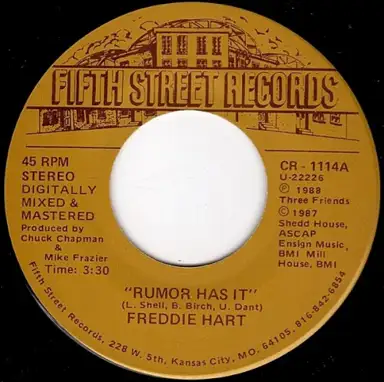 FIFTH STREET RECORDS
45 RPM
STEREO
DIGITALLY
MIXED &
MASTERED
Produced by
Chuck Chapman &
Mike Frazier
Time: 3:30
CR - 1114A
U-22226
Ⓟ 1988
Three Friends
© 1987
Shedd House,
ASCAP
Ensign Music,
BMI Mill
House, BMI
"RUMOR HAS IT"
(L. Shell, B. Birch, U. Dant)
FREDDIE HART
Fifth Street Records, 228 W. 5th, Kansas City, MO. 64105. 816-842-6854